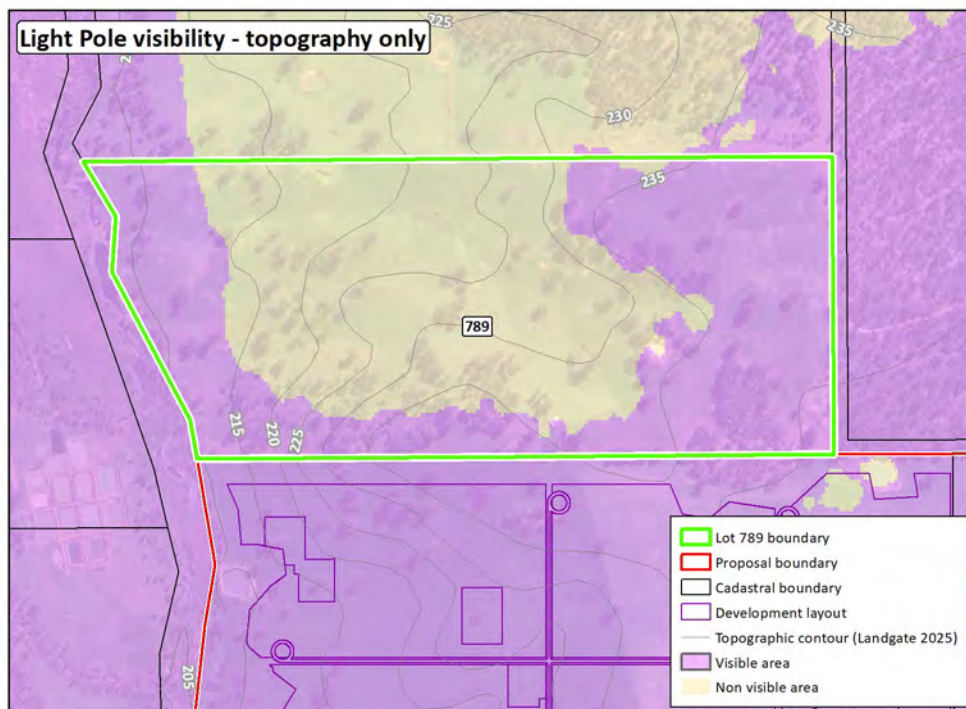 Light Pole visibility - topography only
225
235
230
235
789
215
220
225
205
Lot 789 boundary
Proposal boundary
Cadastral boundary
Development layout
Topographic contour (Landgate 2025)
Visible area
Non visible area